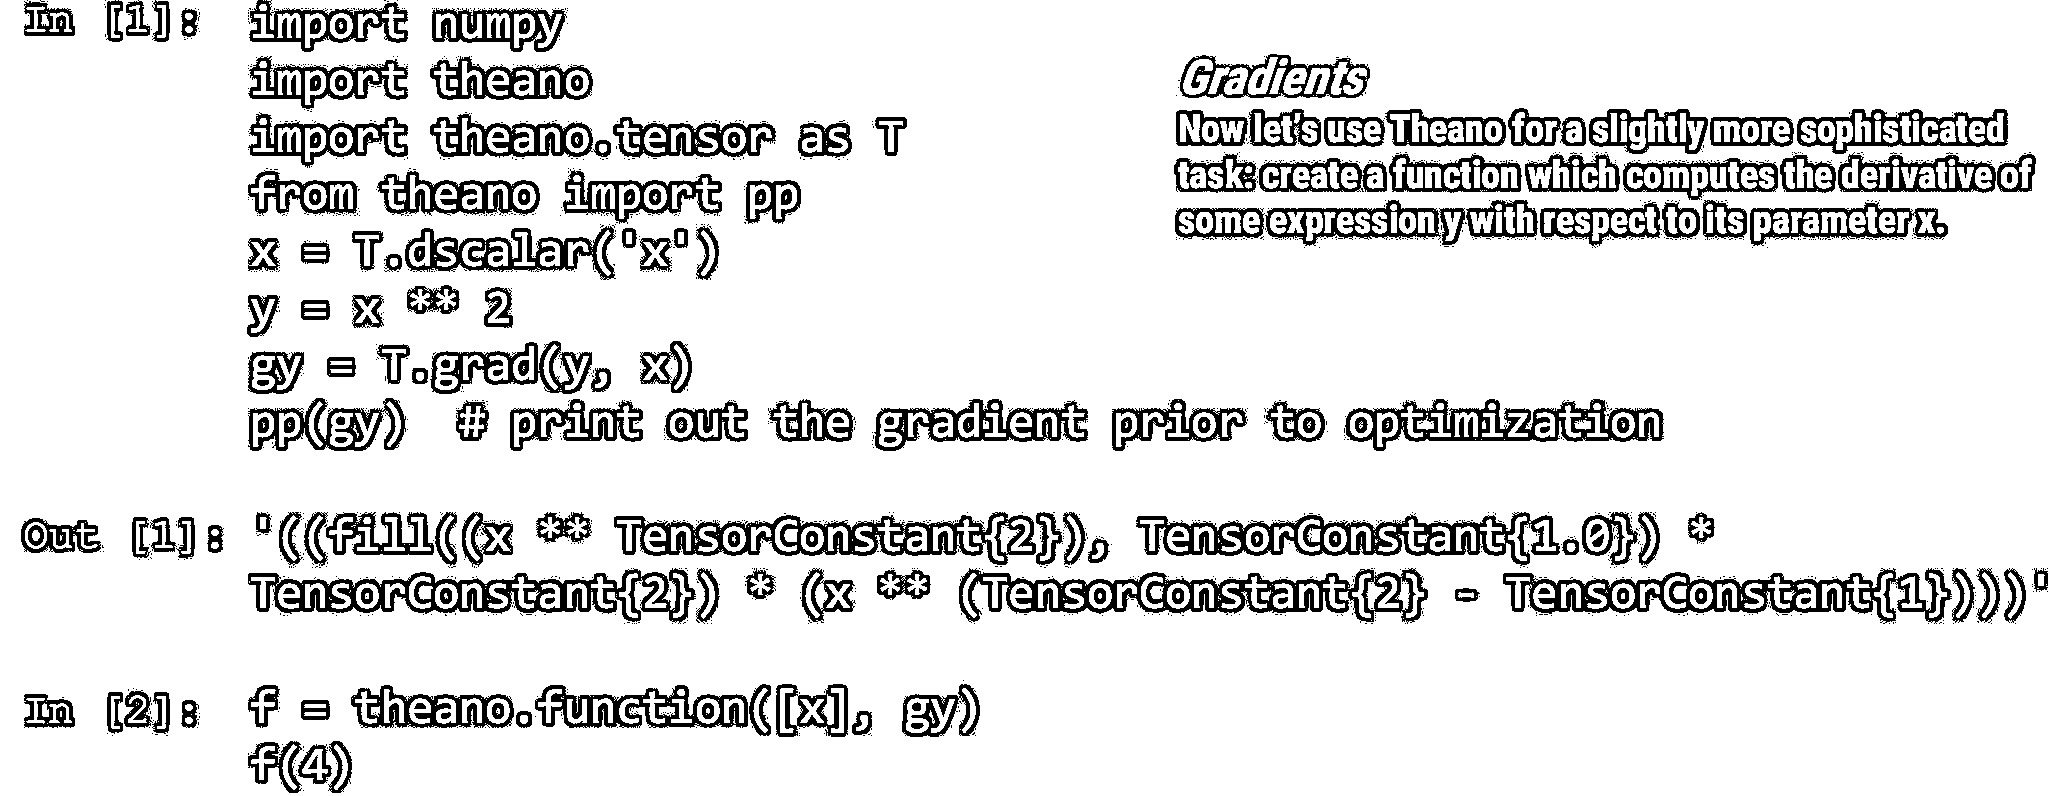 In [1]: import numpy
import theano
import theano.tensor as T
from theano import pp
x = T.dscalar('x')
y = x ** 2
gy = T.grad(y, x)
pp(gy)  # print out the gradient prior to optimization
Gradients
Now let's use Theano for a slightly more sophisticated
task: create a function which computes the derivative of
some expression y with respect to its parameter x.
Out [1]: '((fill((x ** TensorConstant{2}), TensorConstant{1.0}) *
TensorConstant{2}) * (x ** (TensorConstant{2} - TensorConstant{1})))'
In [2]: f = theano.function([x], gy)
f(4)